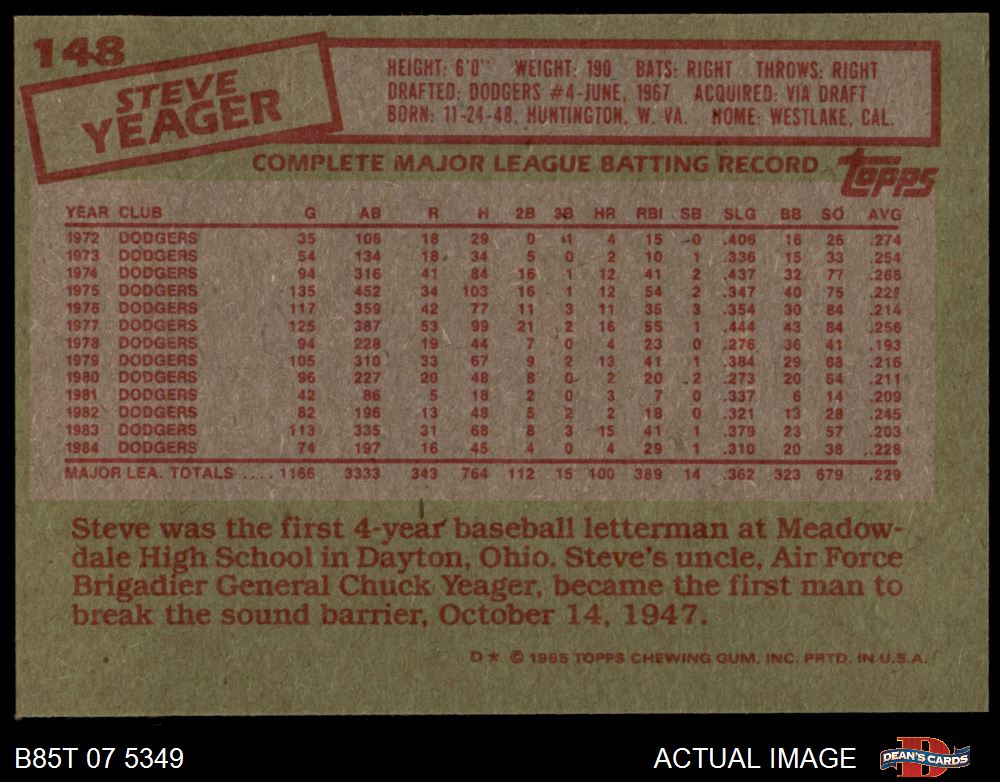 148
STEVE
YEAGER
HEIGHT: 6'0" WEIGHT: 190 BATS: RIGHT THROWS: RIGHT
DRAFTED: DODGERS #4-JUNE, 1967 ACQUIRED: VIA DRAFT
BORN: 11-24-48, HUNTINGTON, W. VA. HOME: WESTLAKE, CAL.
COMPLETE MAJOR LEAGUE BATTING RECORD
topps
YEAR CLUB G AB R H 2B 3B HR RBI SB SLG BB SO AVG
1972 DODGERS 35 106 18 29 0 1 4 15 0 .406 16 26 .274
1973 DODGERS 54 134 18 34 5 0 2 10 1 .336 15 33 .254
1974 DODGERS 94 316 41 84 16 1 12 41 2 .437 32 77 .266
1975 DODGERS 135 452 34 103 16 1 12 54 2 .347 40 75 .228
1976 DODGERS 117 359 42 77 11 3 11 35 3 .354 30 84 .214
1977 DODGERS 125 387 53 99 21 2 16 55 1 .444 43 84 .256
1978 DODGERS 94 228 19 44 7 0 4 23 0 .276 36 41 .193
1979 DODGERS 105 310 33 67 9 2 13 41 1 .384 29 68 .216
1980 DODGERS 96 227 20 48 8 0 2 20 2 .273 20 54 .211
1981 DODGERS 42 86 5 18 2 0 3 7 0 .337 6 14 .209
1982 DODGERS 82 196 13 48 5 2 2 18 0 .321 13 28 .245
1983 DODGERS 113 335 31 68 8 3 15 41 1 .379 23 57 .203
1984 DODGERS 74 197 16 45 4 0 4 29 1 .310 20 38 .228
MAJOR LEA. TOTALS .... 1166 3333 343 764 112 15 100 389 14 .362 323 679 .229
Steve was the first 4-year baseball letterman at Meadow-
dale High School in Dayton, Ohio. Steve's uncle, Air Force
Brigadier General Chuck Yeager, became the first man to
break the sound barrier, October 14, 1947.
D* © 1985 TOPPS CHEWING GUM, INC. PRTD. IN U.S.A.
B85T 07 5349
ACTUAL IMAGE
D
DEAN'S CARDS